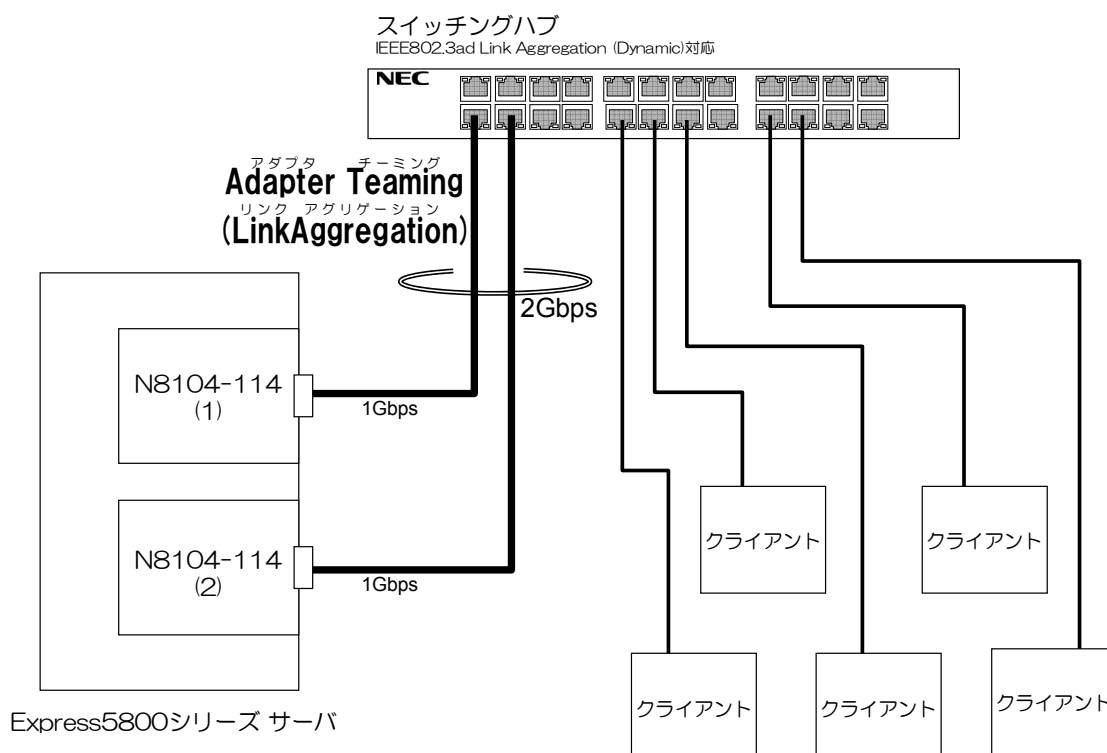 スイッチングハブ
IEEE802.3ad Link Aggregation (Dynamic)対応
NEC
アダプタ チーミング
Adapter Teaming
リンク アグリゲーション
(LinkAggregation)
2Gbps
N8104-114
(1)
1Gbps
N8104-114
(2)
1Gbps
クライアント
クライアント
クライアント
クライアント
クライアント
Express5800シリーズ サーバ